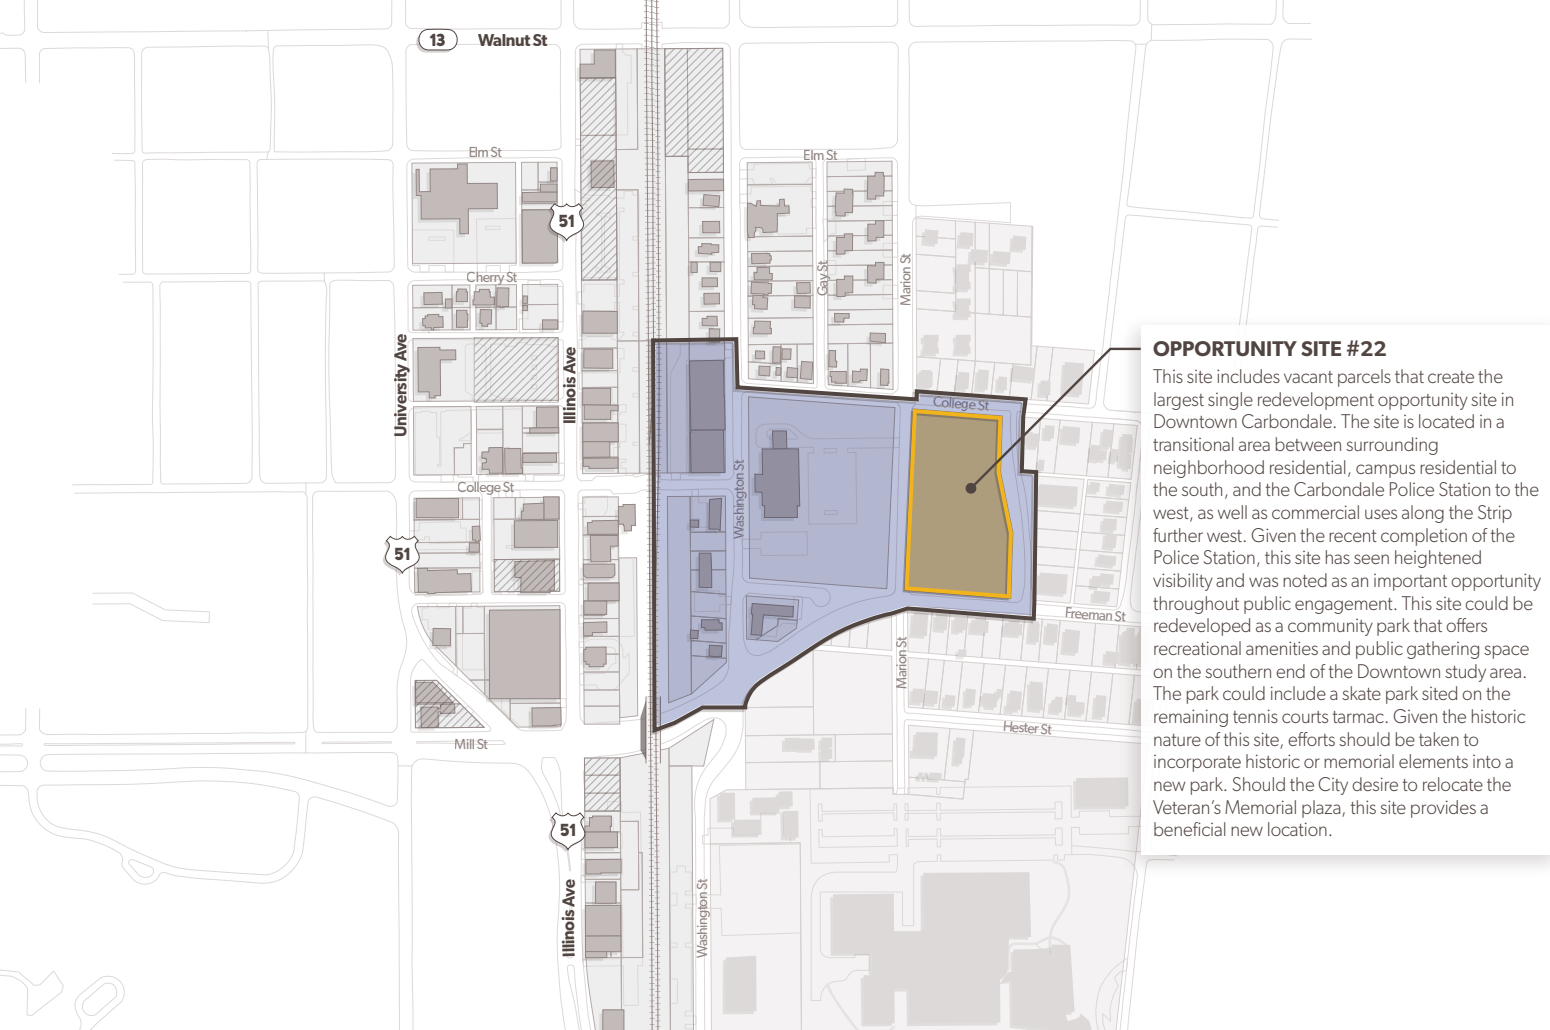 13 Walnut St
Elm St
Elm St
51
Cherry St
Gay St
Marion St
University Ave
Illinois Ave
College St
College St
Washington St
51
Freeman St
Marion St
Hester St
Mill St
51
Illinois Ave
Washington St
OPPORTUNITY SITE #22
This site includes vacant parcels that create the
largest single redevelopment opportunity site in
Downtown Carbondale. The site is located in a
transitional area between surrounding
neighborhood residential, campus residential to
the south, and the Carbondale Police Station to the
west, as well as commercial uses along the Strip
further west. Given the recent completion of the
Police Station, this site has seen heightened
visibility and was noted as an important opportunity
throughout public engagement. This site could be
redeveloped as a community park that offers
recreational amenities and public gathering space
on the southern end of the Downtown study area.
The park could include a skate park sited on the
remaining tennis courts tarmac. Given the historic
nature of this site, efforts should be taken to
incorporate historic or memorial elements into a
new park. Should the City desire to relocate the
Veteran's Memorial plaza, this site provides a
beneficial new location.